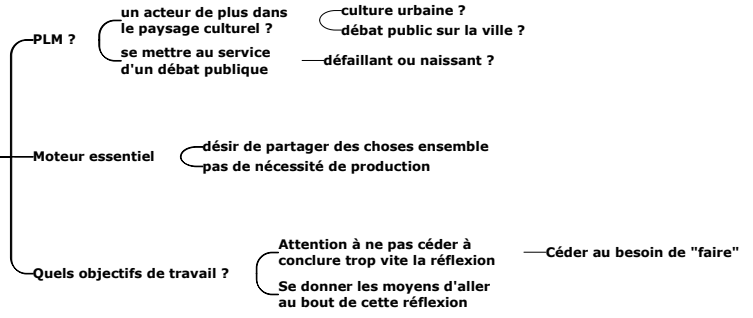 PLM ?
un acteur de plus dans
le paysage culturel ?
culture urbaine ?
débat public sur la ville ?
se mettre au service
d'un débat publique
défaillant ou naissant ?
Moteur essentiel
désir de partager des choses ensemble
pas de nécessité de production
Quels objectifs de travail ?
Attention à ne pas céder à
conclure trop vite la réflexion
Céder au besoin de "faire"
Se donner les moyens d'aller
au bout de cette réflexion